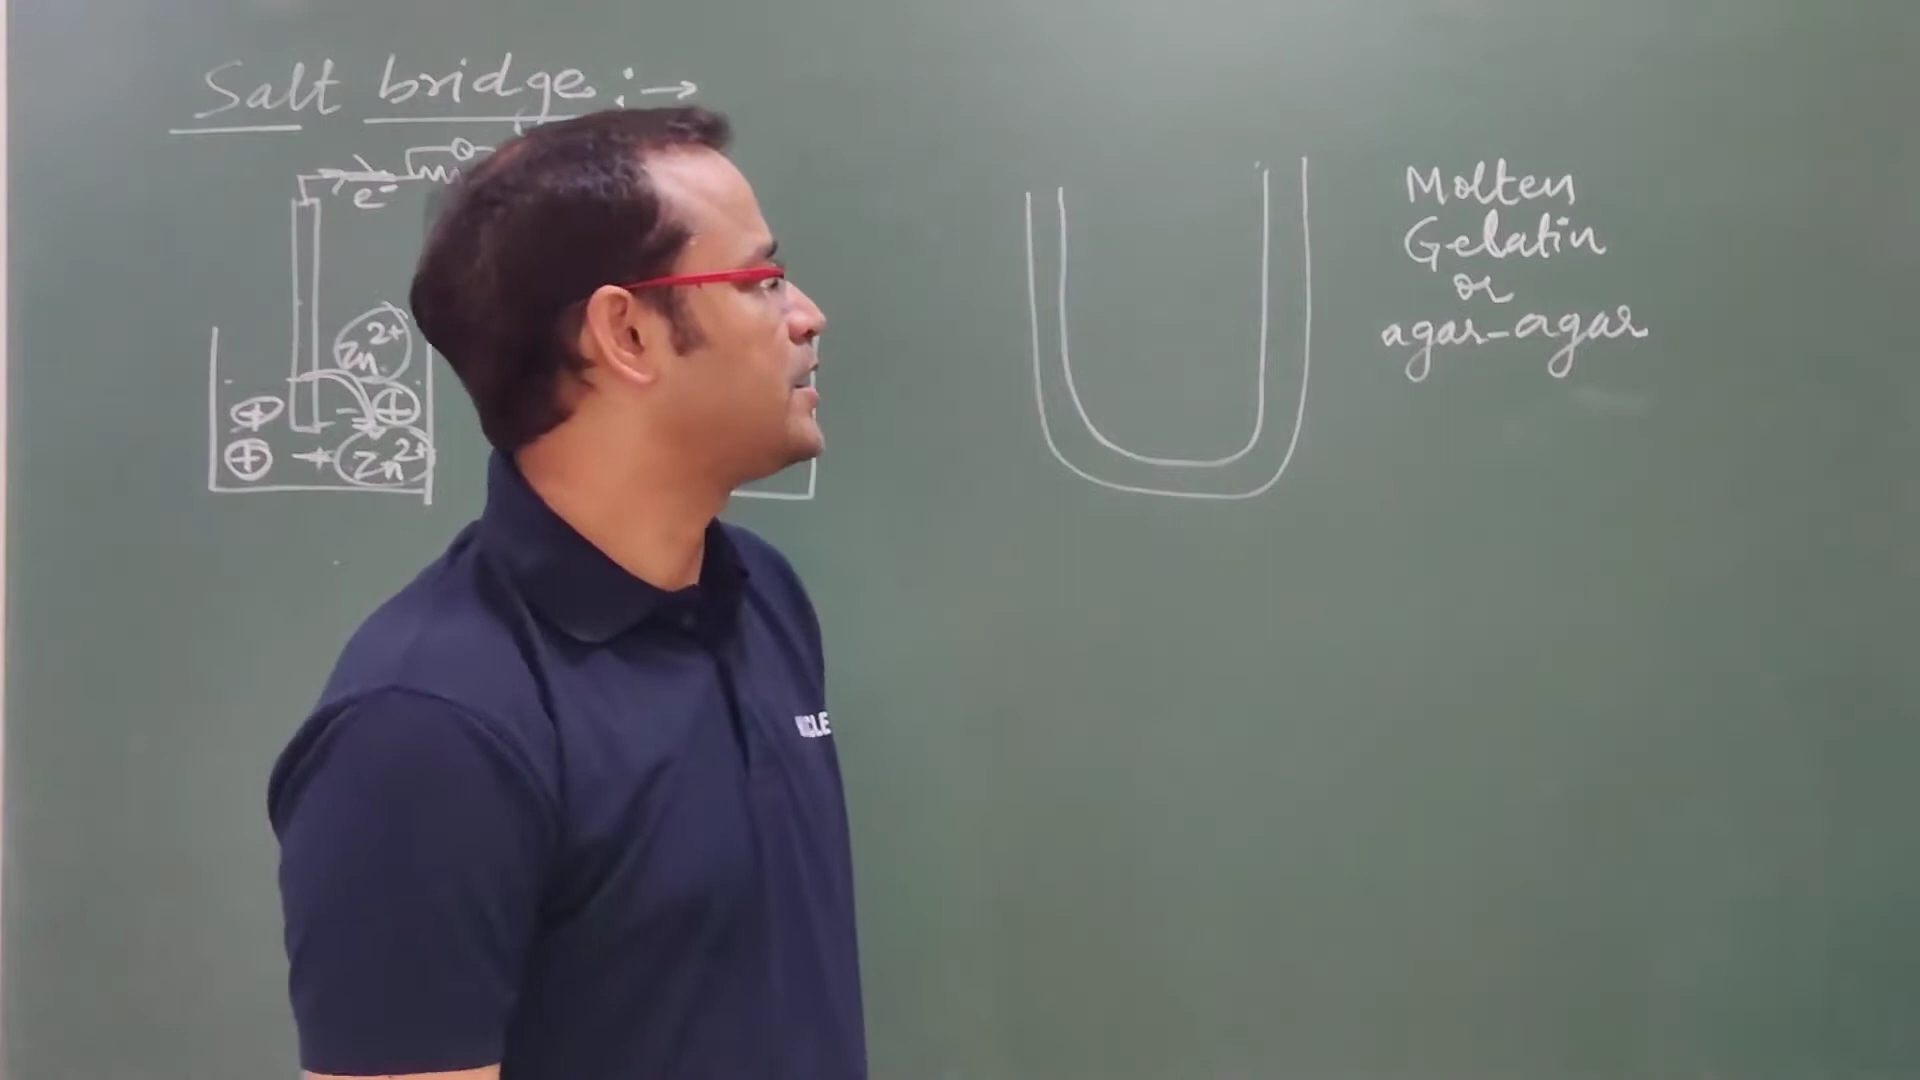 Salt bridge :→
e⁻
Zn²⁺
+ − +
+ → Zn²⁺
Molten
Gelatin
or
agar-agar